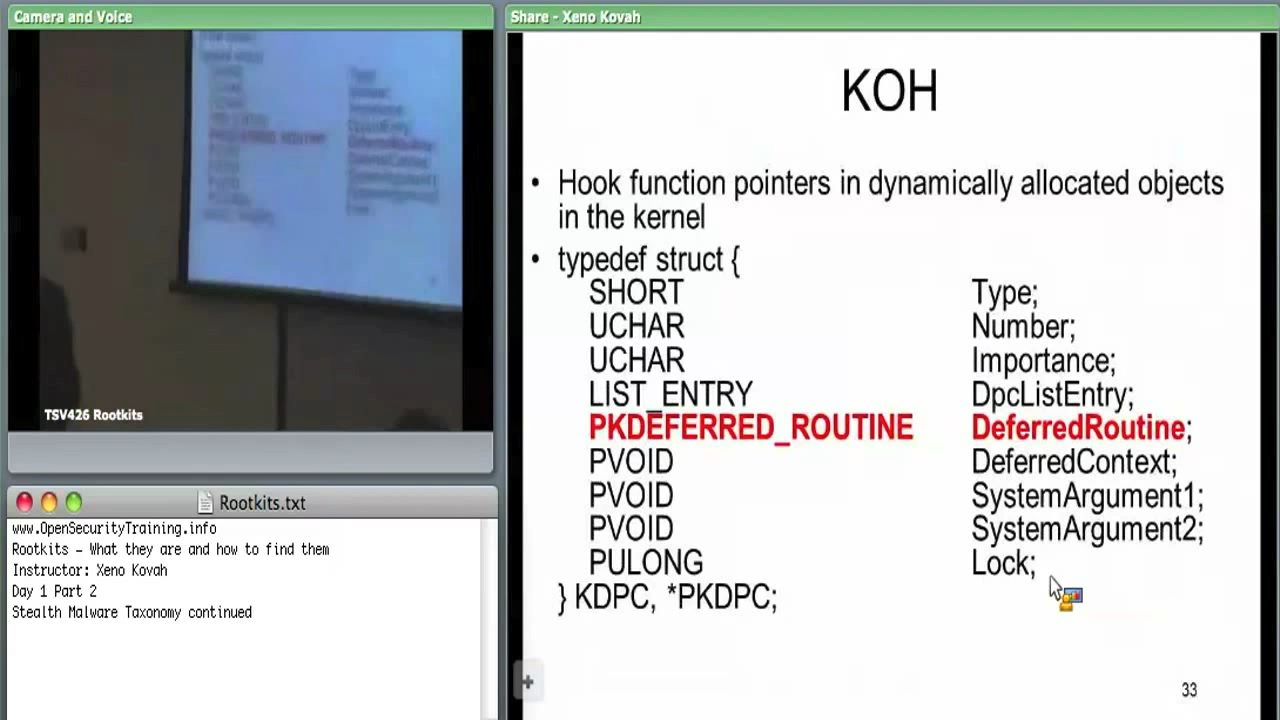 Camera and Voice
TSV426 Rootkits
Rootkits.txt
www.OpenSecurityTraining.info
Rootkits – What they are and how to find them
Instructor: Xeno Kovah
Day 1 Part 2
Stealth Malware Taxonomy continued
Share - Xeno Kovah
KOH
• Hook function pointers in dynamically allocated objects
in the kernel
• typedef struct {
SHORT Type;
UCHAR Number;
UCHAR Importance;
LIST_ENTRY DpcListEntry;
PKDEFERRED_ROUTINE DeferredRoutine;
PVOID DeferredContext;
PVOID SystemArgument1;
PVOID SystemArgument2;
PULONG Lock;
} KDPC, *PKDPC;
33